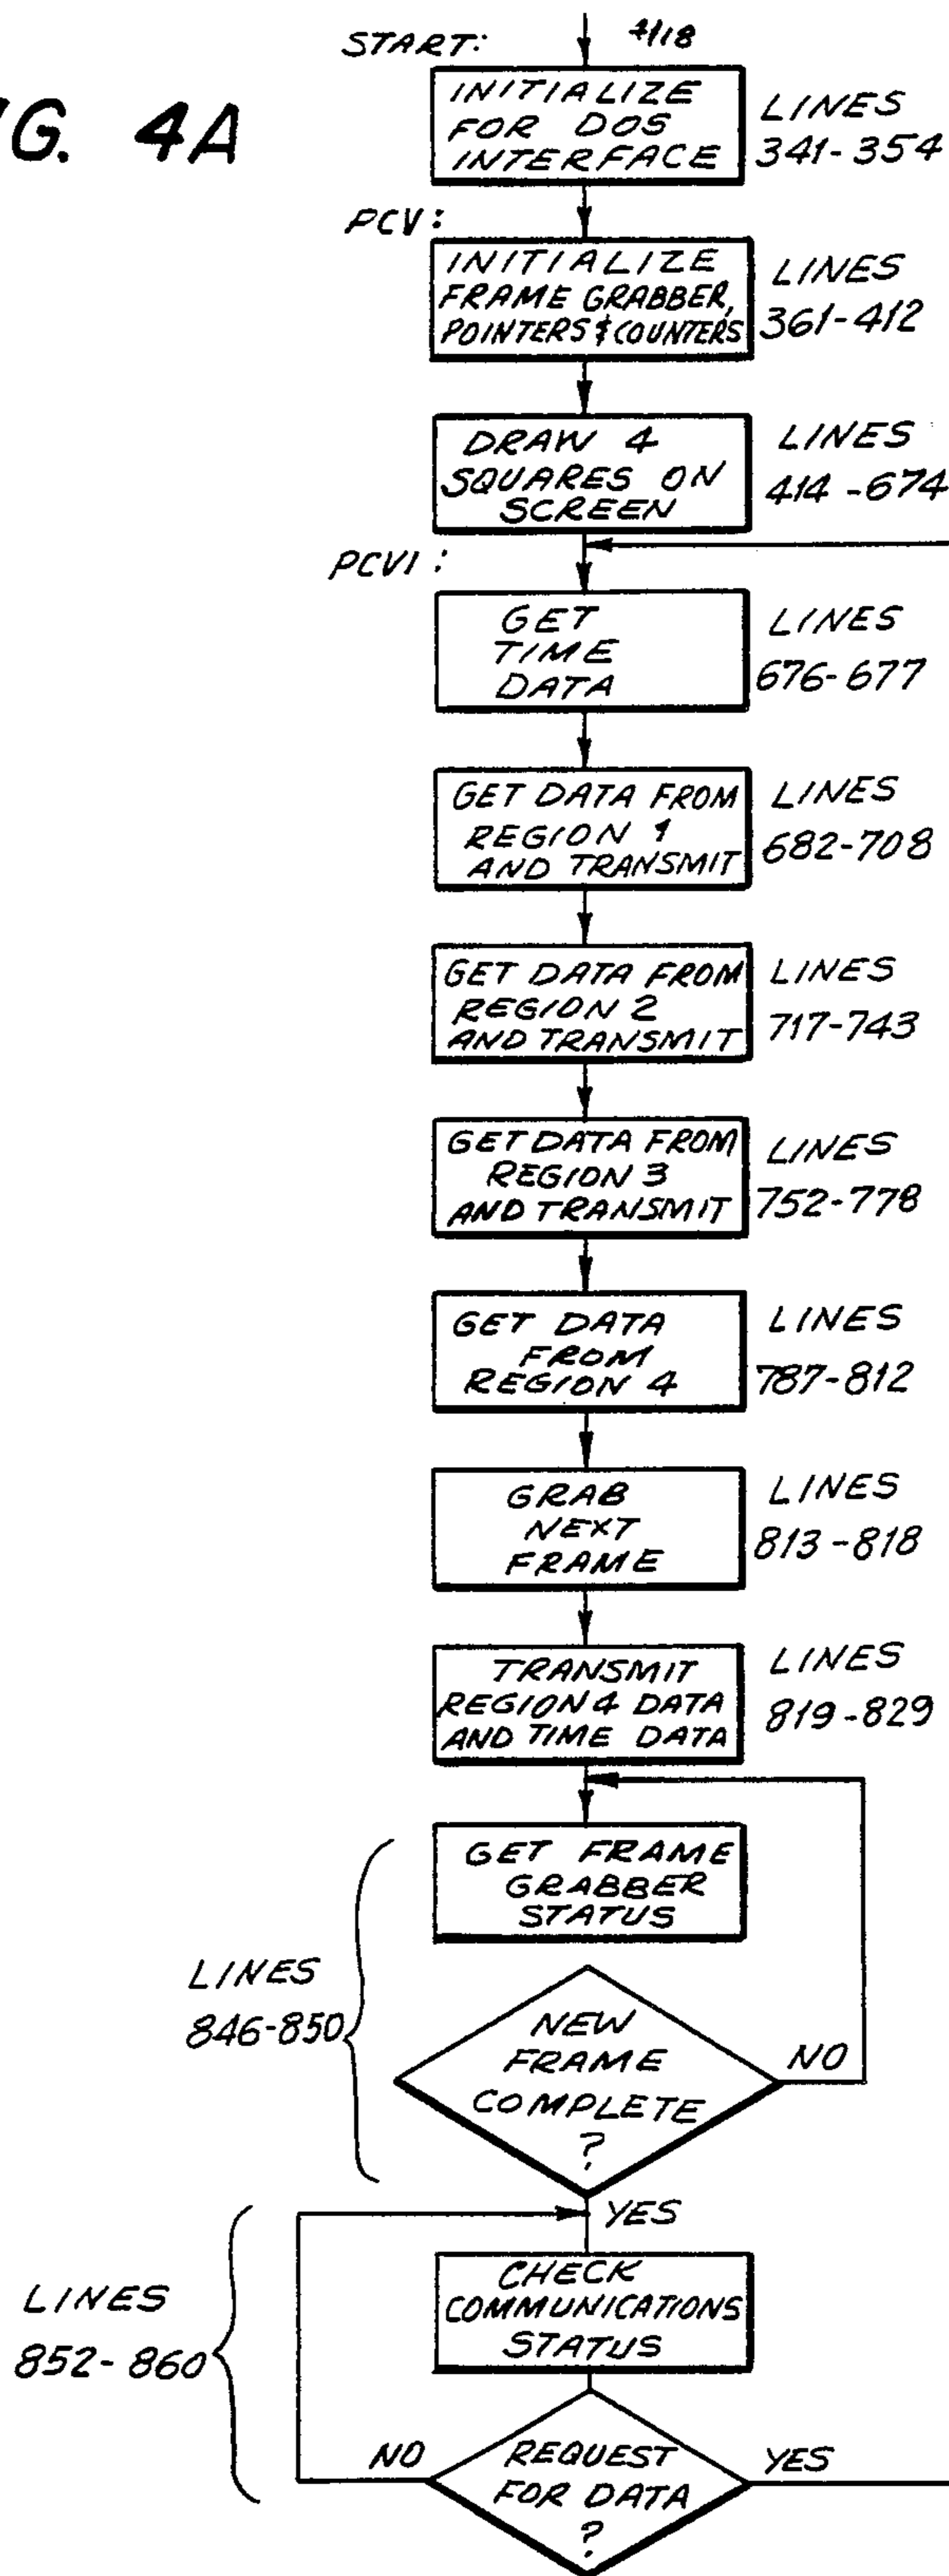 G. 4A
START:
INITIALIZE
FOR DOS
INTERFACE
LINES
341-354
PCV:
INITIALIZE
FRAME GRABBER,
POINTERS & COUNTERS
LINES
361-412
DRAW 4
SQUARES ON
SCREEN
LINES
414-674
PCV1:
GET
TIME
DATA
LINES
676-677
GET DATA FROM
REGION 1
AND TRANSMIT
LINES
682-708
GET DATA FROM
REGION 2
AND TRANSMIT
LINES
717-743
GET DATA FROM
REGION 3
AND TRANSMIT
LINES
752-778
GET DATA
FROM
REGION 4
LINES
787-812
GRAB
NEXT
FRAME
LINES
813-818
TRANSMIT
REGION 4 DATA
AND TIME DATA
LINES
819-829
GET FRAME
GRABBER
STATUS
LINES
846-850
NEW
FRAME
COMPLETE
?
NO
YES
CHECK
COMMUNICATIONS
STATUS
LINES
852-860
NO
REQUEST
FOR DATA
?
YES